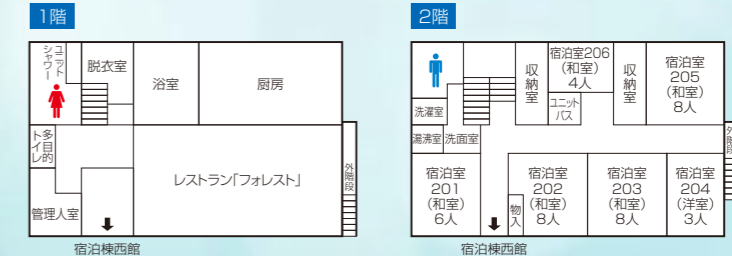 1階
ユニット
シャワー
脱衣室
浴室
厨房
多目的
トイレ
レストラン「フォレスト」
外階段
管理人室
宿泊棟西館
2階
収納室
宿泊室206
(和室)
4人
収納室
宿泊室
205
(和室)
8人
洗濯室
ユニット
バス
湯沸室
洗面室
外階段
宿泊室
201
(和室)
6人
物入
宿泊室
202
(和室)
8人
宿泊室
203
(和室)
8人
宿泊室
204
(洋室)
3人
宿泊棟西館